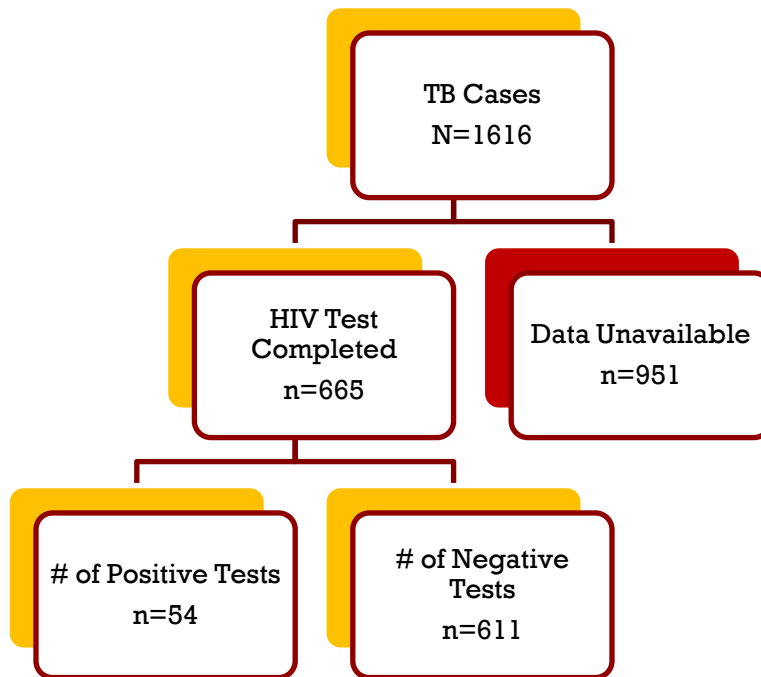 TB Cases
N=1616
HIV Test
Completed
n=665
Data Unavailable
n=951
# of Positive Tests
n=54
# of Negative
Tests
n=611